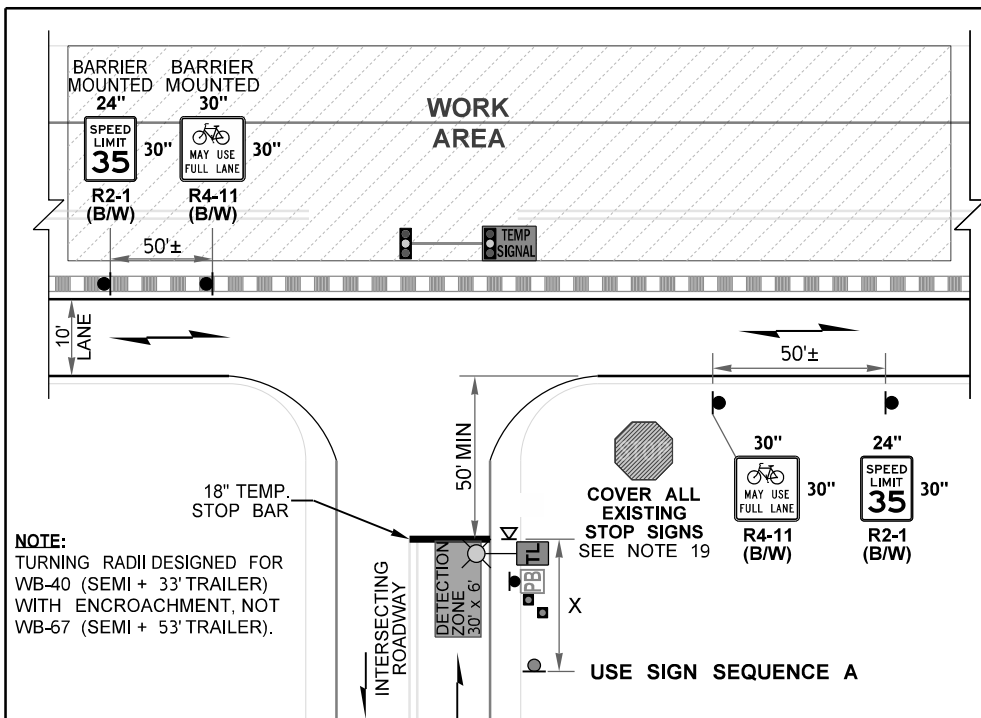 BARRIER
MOUNTED
24"
SPEED
LIMIT
35
30"
R2-1
(B/W)
BARRIER
MOUNTED
30"
MAY USE
FULL LANE
30"
R4-11
(B/W)
WORK
AREA
50'±
TEMP
SIGNAL
10'
LANE
50'±
50' MIN
STOP
COVER ALL
EXISTING
STOP SIGNS
SEE NOTE 19
30"
MAY USE
FULL LANE
30"
R4-11
(B/W)
24"
SPEED
LIMIT
35
30"
R2-1
(B/W)
18" TEMP.
STOP BAR
NOTE:
TURNING RADII DESIGNED FOR
WB-40 (SEMI + 33' TRAILER)
WITH ENCROACHMENT, NOT
WB-67 (SEMI + 53' TRAILER).
INTERSECTING
ROADWAY
DETECTION
ZONE
30' x 6'
TL
PB
X
USE SIGN SEQUENCE A